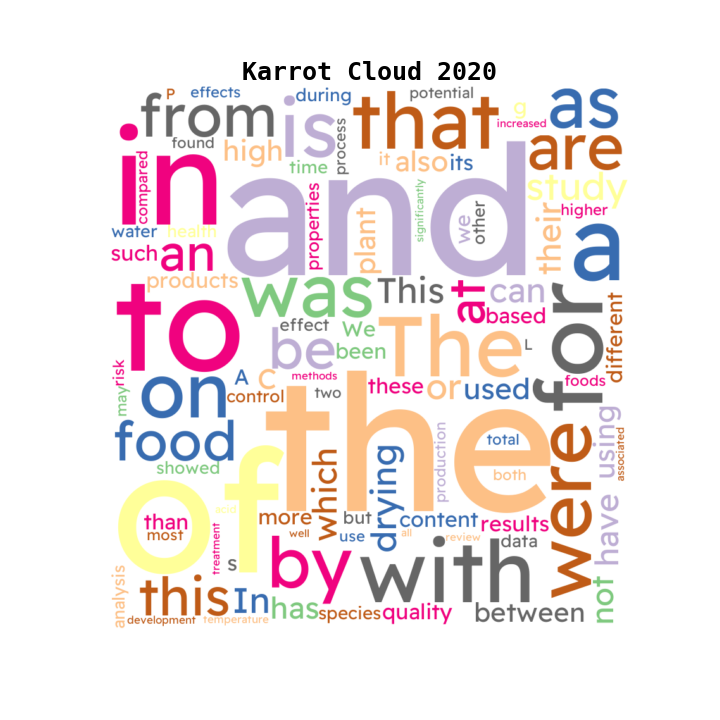 Karrot Cloud 2020
P effects during potential
from is that g as
increased
found process are
compared in high time it also its
and significantly study
properties plant we other their higher
water health
such an a
products was This at can
based
to effect We The L for different
be been
risk methods these foods
may on A C two or used
control
food the were using
showed drying production total associated
of which both have
than acid more but content results
most well use all review data
treatment
s by with not
analysis this In has species quality between
development temperature